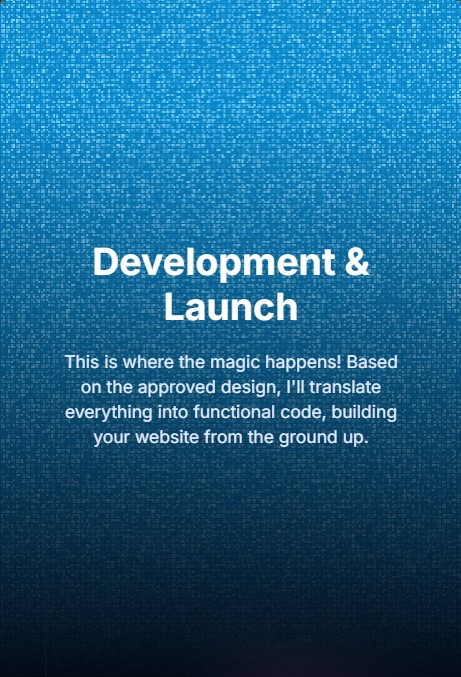 Development &
Launch
This is where the magic happens! Based
on the approved design, I'll translate
everything into functional code, building
your website from the ground up.